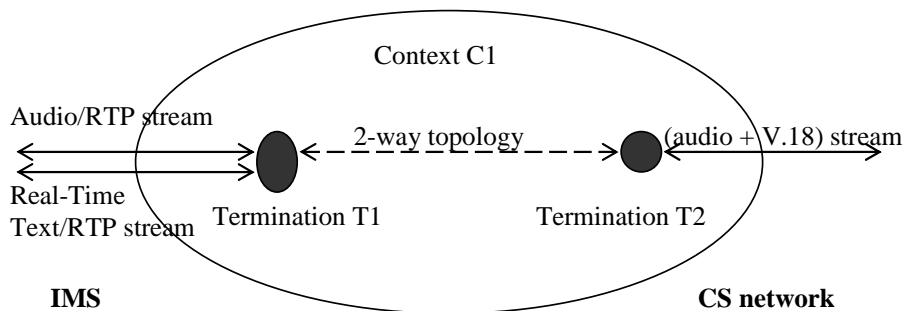 Context C1
Audio/RTP stream
2-way topology
(audio + V.18) stream
Real-Time
Text/RTP stream
Termination T1
Termination T2
IMS
CS network